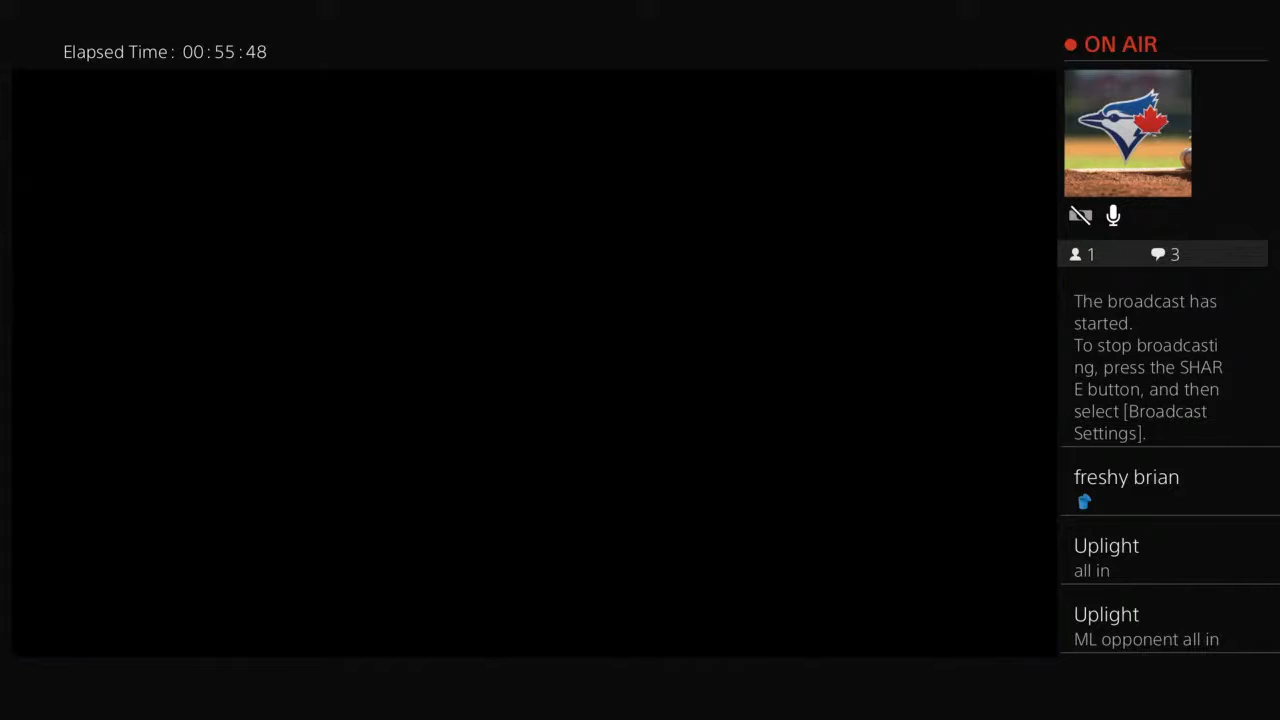 Elapsed Time: 00:55:48
ON AIR
1 3
The broadcast has
started.
To stop broadcasti
ng, press the SHAR
E button, and then
select [Broadcast
Settings].
freshy brian
Uplight
all in
Uplight
ML opponent all in